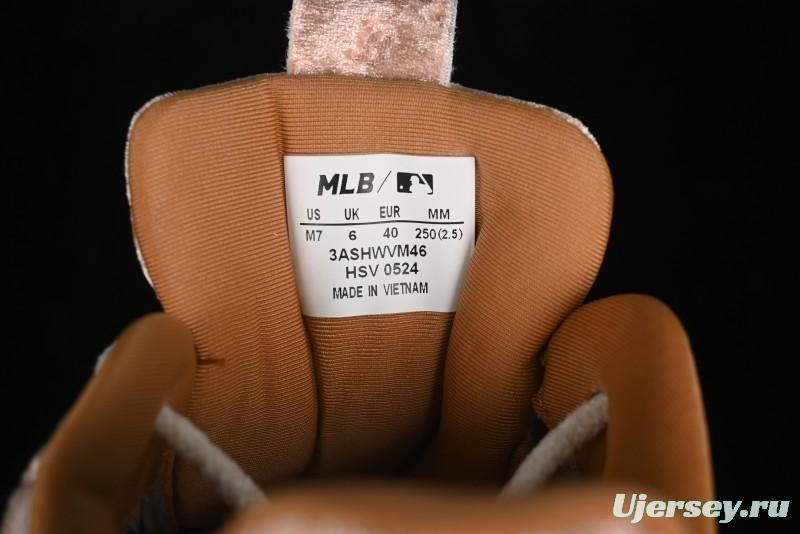 MLB /
US UK EUR MM
M7 6 40 250(2.5)
3ASHWVM46
HSV 0524
MADE IN VIETNAM
Ujersey.ru